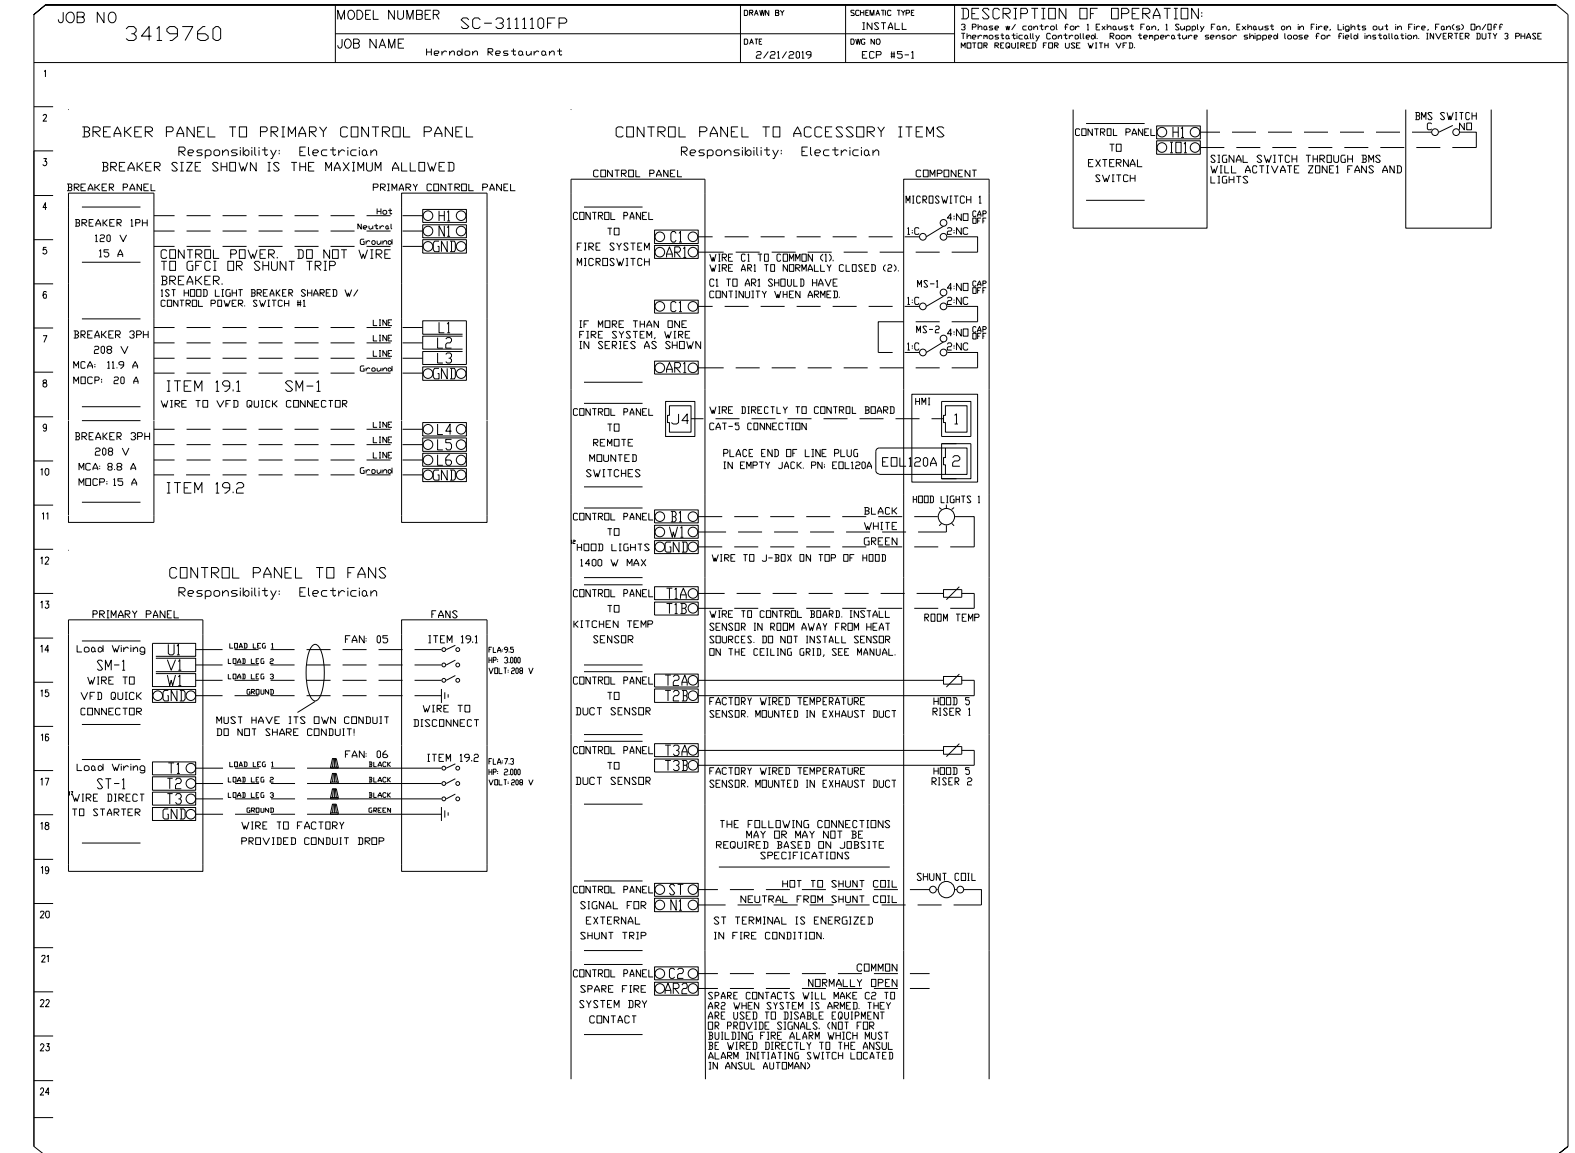 JOB NO
3419760
MODEL NUMBER SC-311110FP
JOB NAME
Herndon Restaurant
DRAWN BY
DATE
2/21/2019
SCHEMATIC TYPE
INSTALL
DWG NO
ECP #5-1
DESCRIPTION OF OPERATION:
3 Phase w/ control for 1 Exhaust Fan, 1 Supply Fan, Exhaust on in Fire, Lights out in Fire, Fan(s) On/Off
Thermostatically Controlled. Room temperature sensor shipped loose for field installation. INVERTER DUTY 3 PHASE
MOTOR REQUIRED FOR USE WITH VFD.
1
2
3
4
5
6
7
8
9
10
11
12
13
14
15
16
17
18
19
20
21
22
23
24
BREAKER PANEL TO PRIMARY CONTROL PANEL
Responsibility: Electrician
BREAKER SIZE SHOWN IS THE MAXIMUM ALLOWED
BREAKER PANEL
PRIMARY CONTROL PANEL
BREAKER 1PH
120 V
15 A
Hot
H1
Neutral
N1
Ground
GND
CONTROL POWER. DO NOT WIRE
TO GFCI OR SHUNT TRIP
BREAKER.
1ST HOOD LIGHT BREAKER SHARED W/
CONTROL POWER. SWITCH #1
BREAKER 3PH
208 V
MCA: 11.9 A
MOCP: 20 A
LINE
L1
LINE
L2
LINE
L3
Ground
GND
ITEM 19.1 SM-1
WIRE TO VFD QUICK CONNECTOR
BREAKER 3PH
208 V
MCA: 8.8 A
MOCP: 15 A
LINE
L4
LINE
L5
LINE
L6
Ground
GND
ITEM 19.2
CONTROL PANEL TO FANS
Responsibility: Electrician
PRIMARY PANEL
FANS
Load Wiring
SM-1
WIRE TO
VFD QUICK
CONNECTOR
U1
V1
W1
GND
LOAD LEG 1
LOAD LEG 2
LOAD LEG 3
GROUND
FAN: 05
ITEM 19.1
FLA:9.5
HP: 3.000
VOLT:208 V
WIRE TO
DISCONNECT
MUST HAVE ITS OWN CONDUIT
DO NOT SHARE CONDUIT!
Load Wiring
ST-1
WIRE DIRECT
TO STARTER
T1
T2
T3
GND
LOAD LEG 1
LOAD LEG 2
LOAD LEG 3
GROUND
FAN: 06
BLACK
BLACK
BLACK
GREEN
ITEM 19.2
FLA:7.3
HP: 2.000
VOLT:208 V
WIRE TO FACTORY
PROVIDED CONDUIT DROP
CONTROL PANEL TO ACCESSORY ITEMS
Responsibility: Electrician
CONTROL PANEL
COMPONENT
CONTROL PANEL
TO
FIRE SYSTEM
MICROSWITCH
C1
AR1
WIRE C1 TO COMMON (1).
WIRE AR1 TO NORMALLY CLOSED (2).
C1 TO AR1 SHOULD HAVE
CONTINUITY WHEN ARMED.
MICROSWITCH 1
4:NO CAP OFF
1:C
2:NC
C1
IF MORE THAN ONE
FIRE SYSTEM, WIRE
IN SERIES AS SHOWN
AR1
MS-1
4:NO CAP OFF
1:C
2:NC
MS-2
4:NO CAP OFF
1:C
2:NC
CONTROL PANEL
TO
REMOTE
MOUNTED
SWITCHES
J4
WIRE DIRECTLY TO CONTROL BOARD
CAT-5 CONNECTION
PLACE END OF LINE PLUG
IN EMPTY JACK. PN: EOL120A
HMI
1
EOL120A
2
CONTROL PANEL
TO
HOOD LIGHTS
1400 W MAX
B1
W1
GND
BLACK
WHITE
GREEN
HOOD LIGHTS 1
WIRE TO J-BOX ON TOP OF HOOD
CONTROL PANEL
TO
KITCHEN TEMP
SENSOR
T1A
T1B
WIRE TO CONTROL BOARD. INSTALL
SENSOR IN ROOM AWAY FROM HEAT
SOURCES. DO NOT INSTALL SENSOR
ON THE CEILING GRID, SEE MANUAL.
ROOM TEMP
CONTROL PANEL
TO
DUCT SENSOR
T2A
T2B
FACTORY WIRED TEMPERATURE
SENSOR. MOUNTED IN EXHAUST DUCT
HOOD 5
RISER 1
CONTROL PANEL
TO
DUCT SENSOR
T3A
T3B
FACTORY WIRED TEMPERATURE
SENSOR. MOUNTED IN EXHAUST DUCT
HOOD 5
RISER 2
THE FOLLOWING CONNECTIONS
MAY OR MAY NOT BE
REQUIRED BASED ON JOBSITE
SPECIFICATIONS
CONTROL PANEL
SIGNAL FOR
EXTERNAL
SHUNT TRIP
ST
N1
HOT TO SHUNT COIL
NEUTRAL FROM SHUNT COIL
SHUNT COIL
ST TERMINAL IS ENERGIZED
IN FIRE CONDITION.
CONTROL PANEL
SPARE FIRE
SYSTEM DRY
CONTACT
C2
AR2
COMMON
NORMALLY OPEN
SPARE CONTACTS WILL MAKE C2 TO
AR2 WHEN SYSTEM IS ARMED. THEY
ARE USED TO DISABLE EQUIPMENT
OR PROVIDE SIGNALS. (NOT FOR
BUILDING FIRE ALARM WHICH MUST
BE WIRED DIRECTLY TO THE ANSUL
ALARM INITIATING SWITCH LOCATED
IN ANSUL AUTOMAN)
CONTROL PANEL
TO
EXTERNAL
SWITCH
H1
IO1
SIGNAL SWITCH THROUGH BMS
WILL ACTIVATE ZONE1 FANS AND
LIGHTS
BMS SWITCH
C
NO